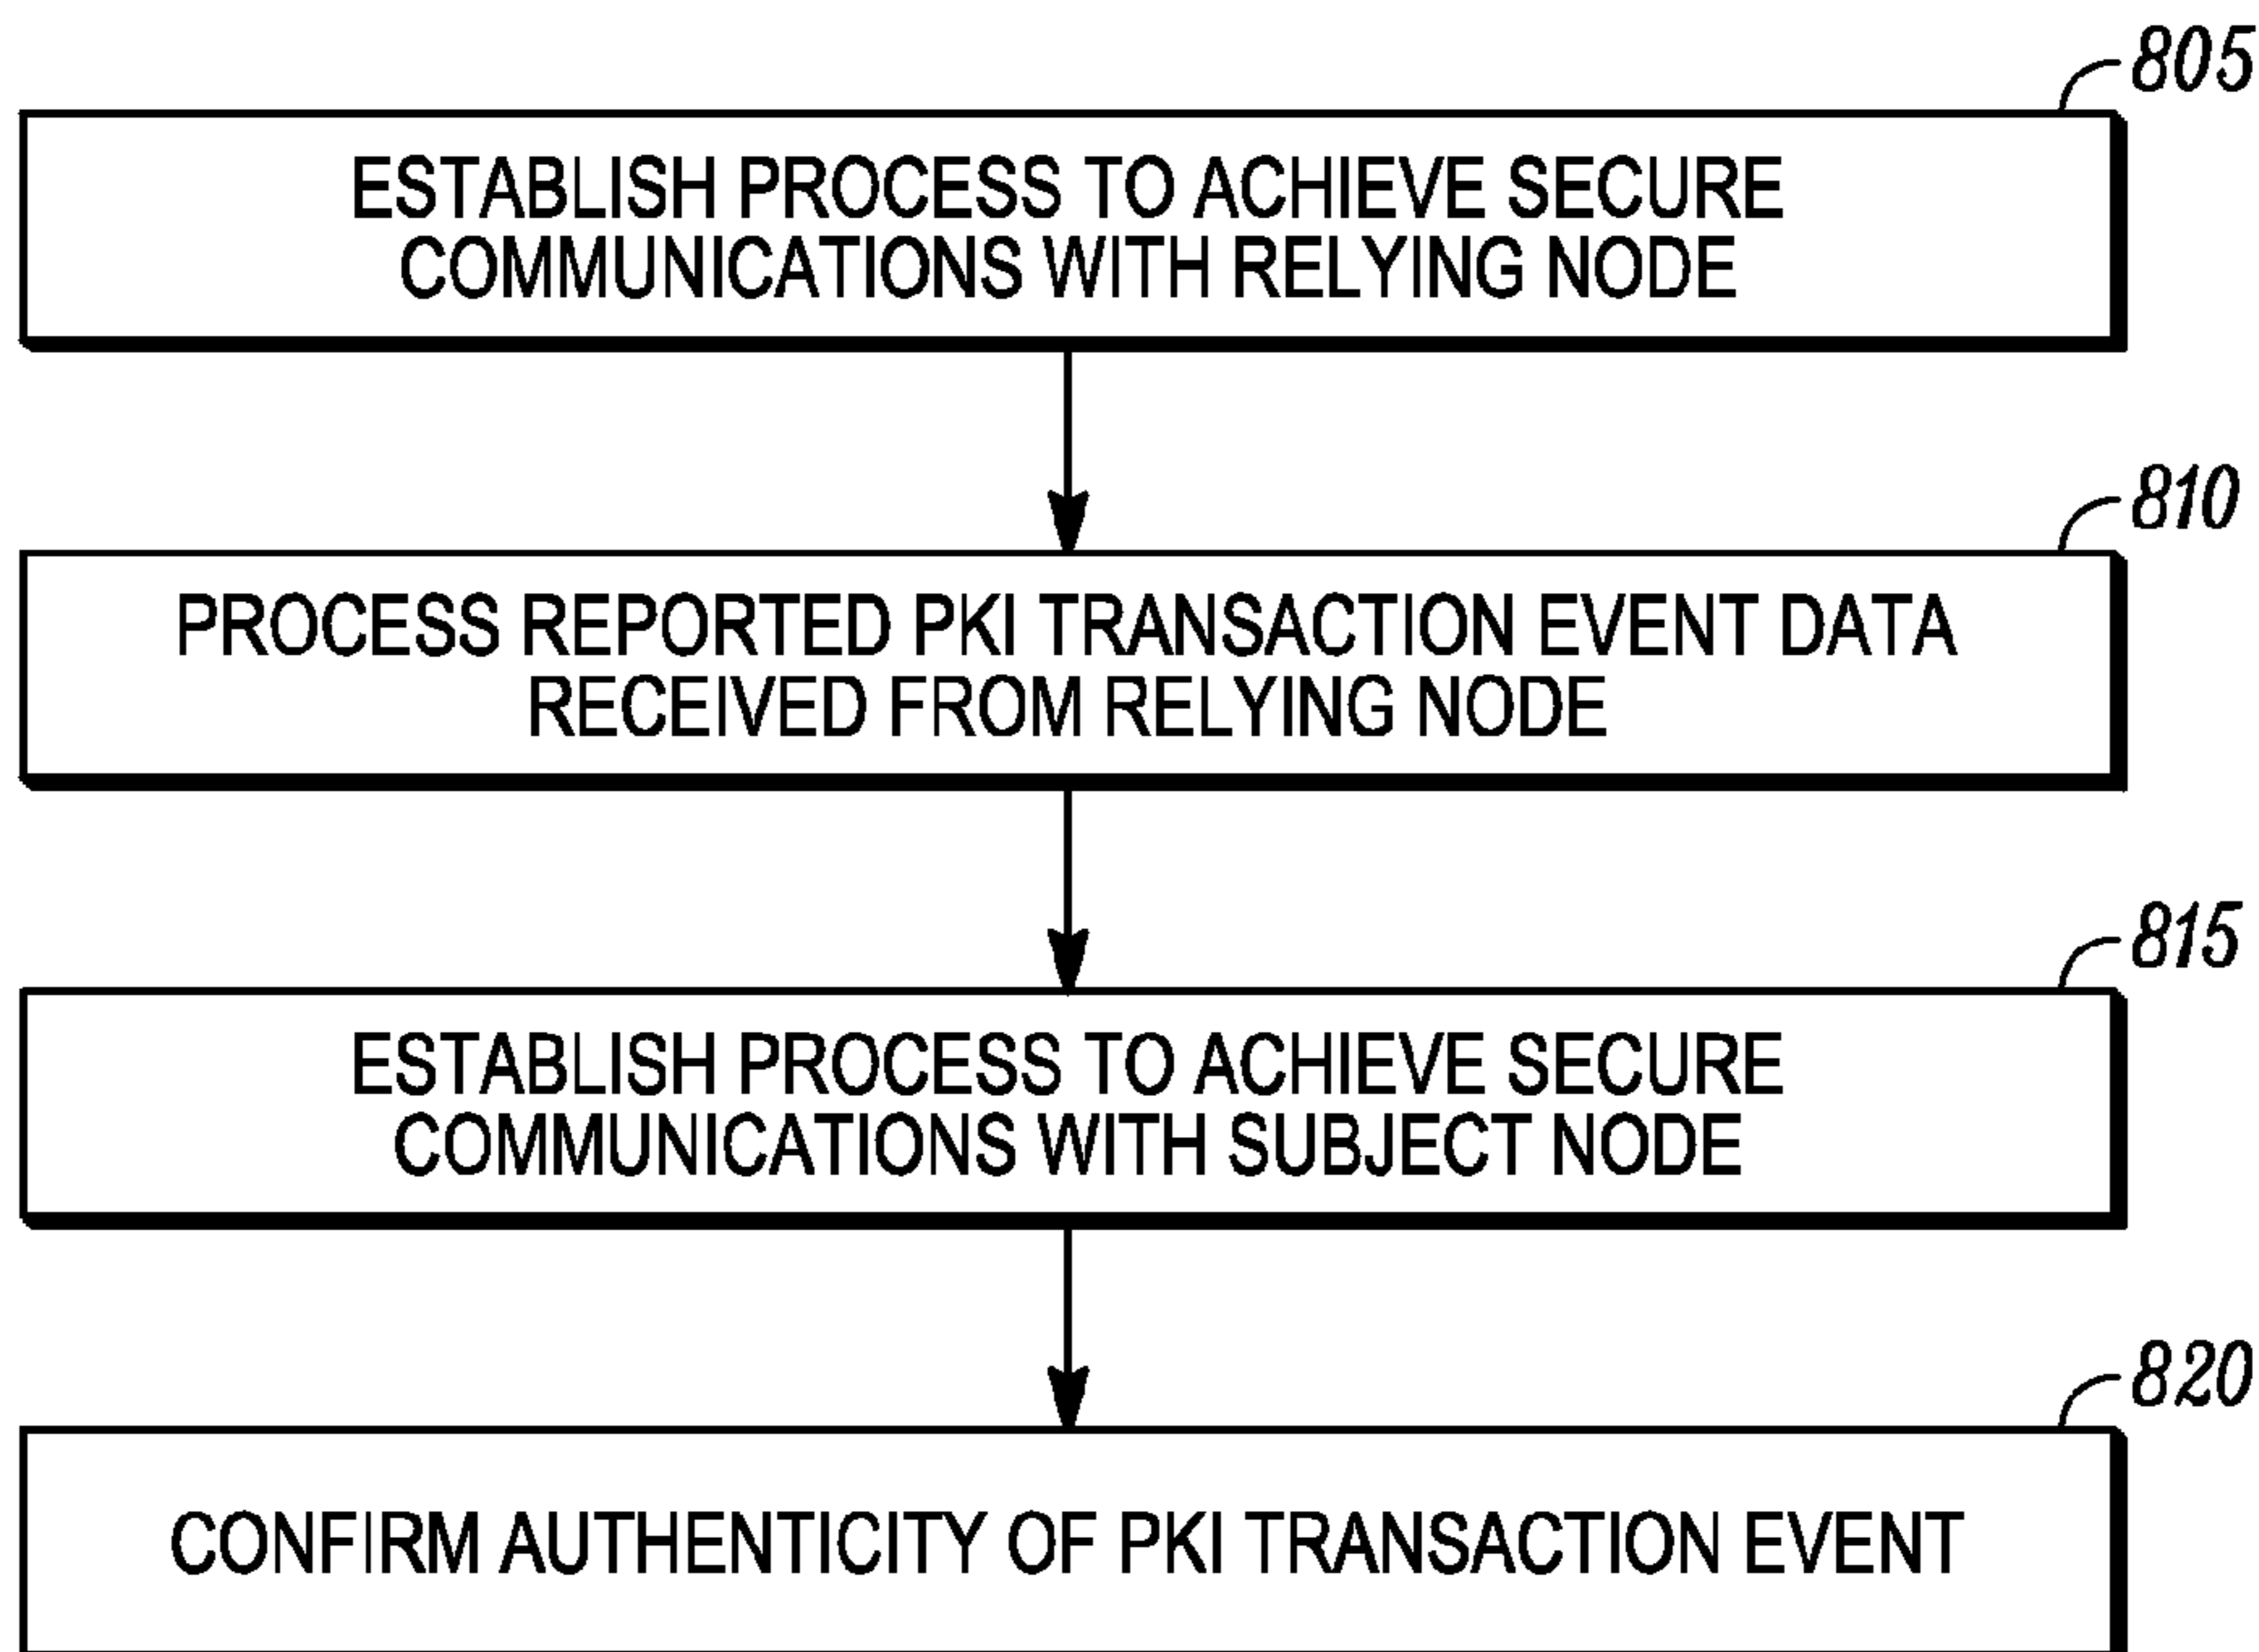 805
ESTABLISH PROCESS TO ACHIEVE SECURE
COMMUNICATIONS WITH RELYING NODE
810
PROCESS REPORTED PKI TRANSACTION EVENT DATA
RECEIVED FROM RELYING NODE
815
ESTABLISH PROCESS TO ACHIEVE SECURE
COMMUNICATIONS WITH SUBJECT NODE
820
CONFIRM AUTHENTICITY OF PKI TRANSACTION EVENT